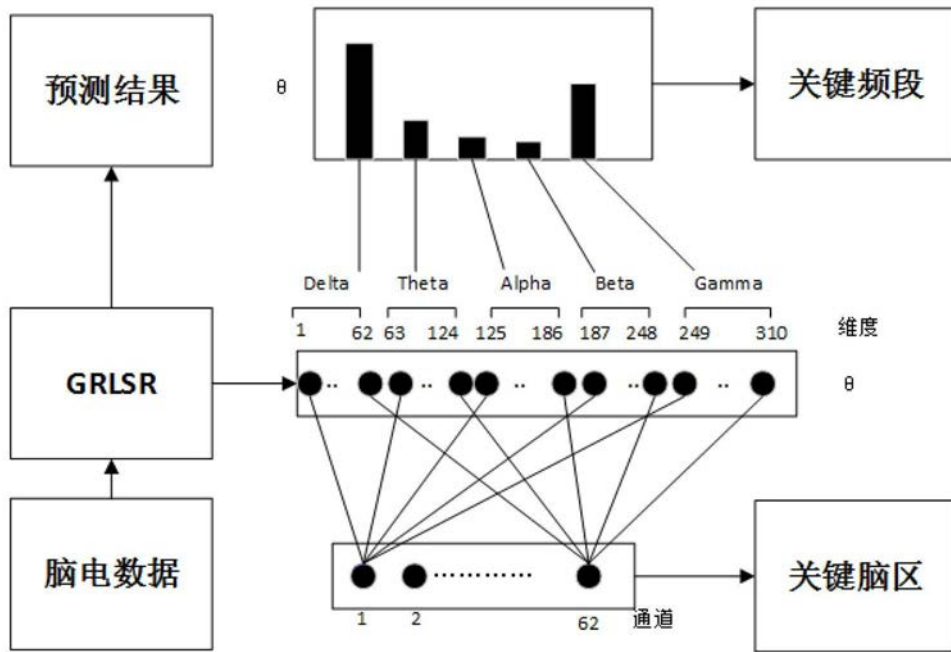 预测结果
θ
关键频段
Delta Theta Alpha Beta Gamma
1 62 63 124 125 186 187 248 249 310 维度
GRLSR
.. .. .. .. .. θ
脑电数据
............
关键脑区
1 2 62 通道